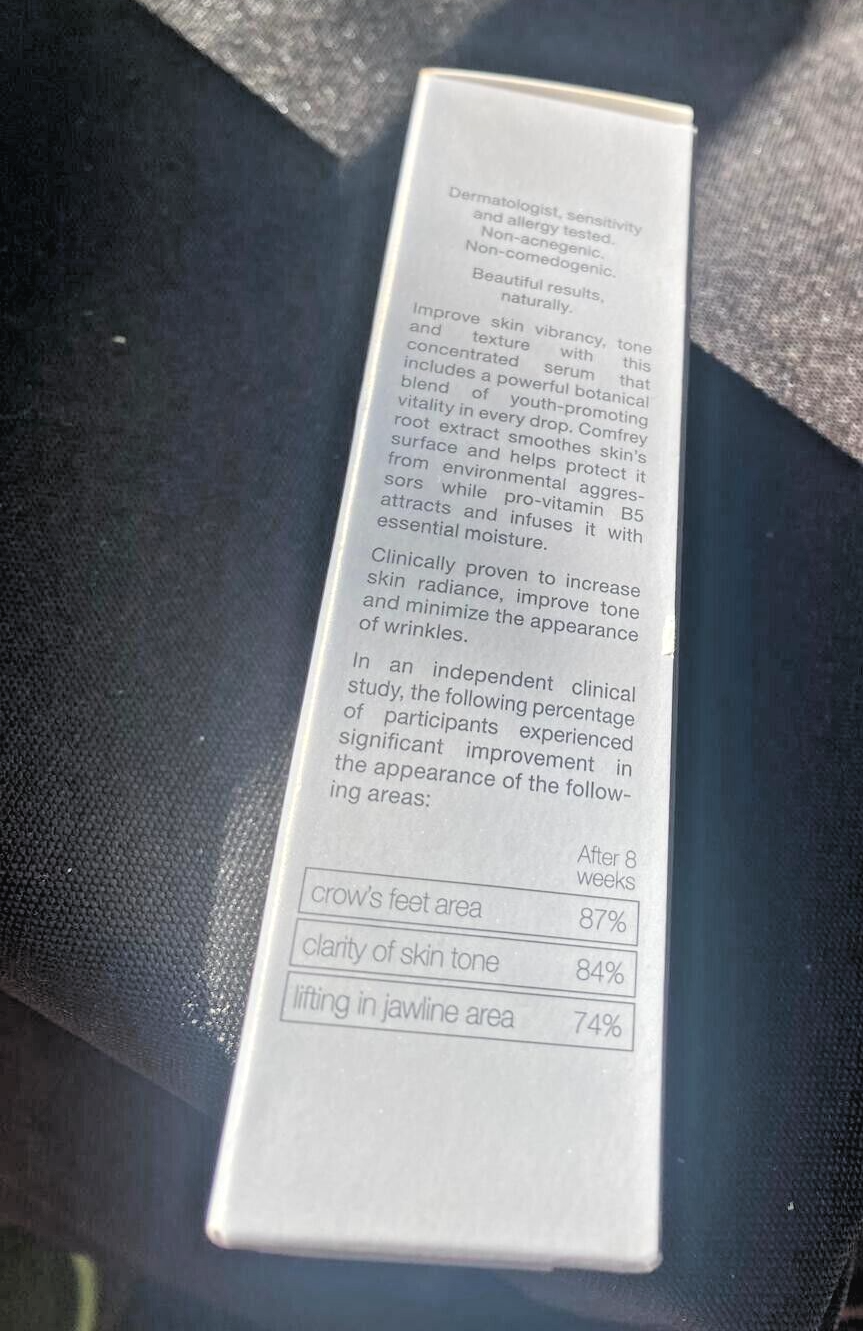 Dermatologist, sensitivity
and allergy tested.
Non-acnegenic.
Non-comedogenic.
Beautiful results,
naturally.
Improve skin vibrancy, tone
and texture with this
concentrated serum that
includes a powerful botanical
blend of youth-promoting
vitality in every drop. Comfrey
root extract smoothes skin's
surface and helps protect it
from environmental aggres-
sors while pro-vitamin B5
attracts and infuses it with
essential moisture.
Clinically proven to increase
skin radiance, improve tone
and minimize the appearance
of wrinkles.
In an independent clinical
study, the following percentage
of participants experienced
significant improvement in
the appearance of the follow-
ing areas:
After 8
weeks
crow's feet area 87%
clarity of skin tone 84%
lifting in jawline area 74%